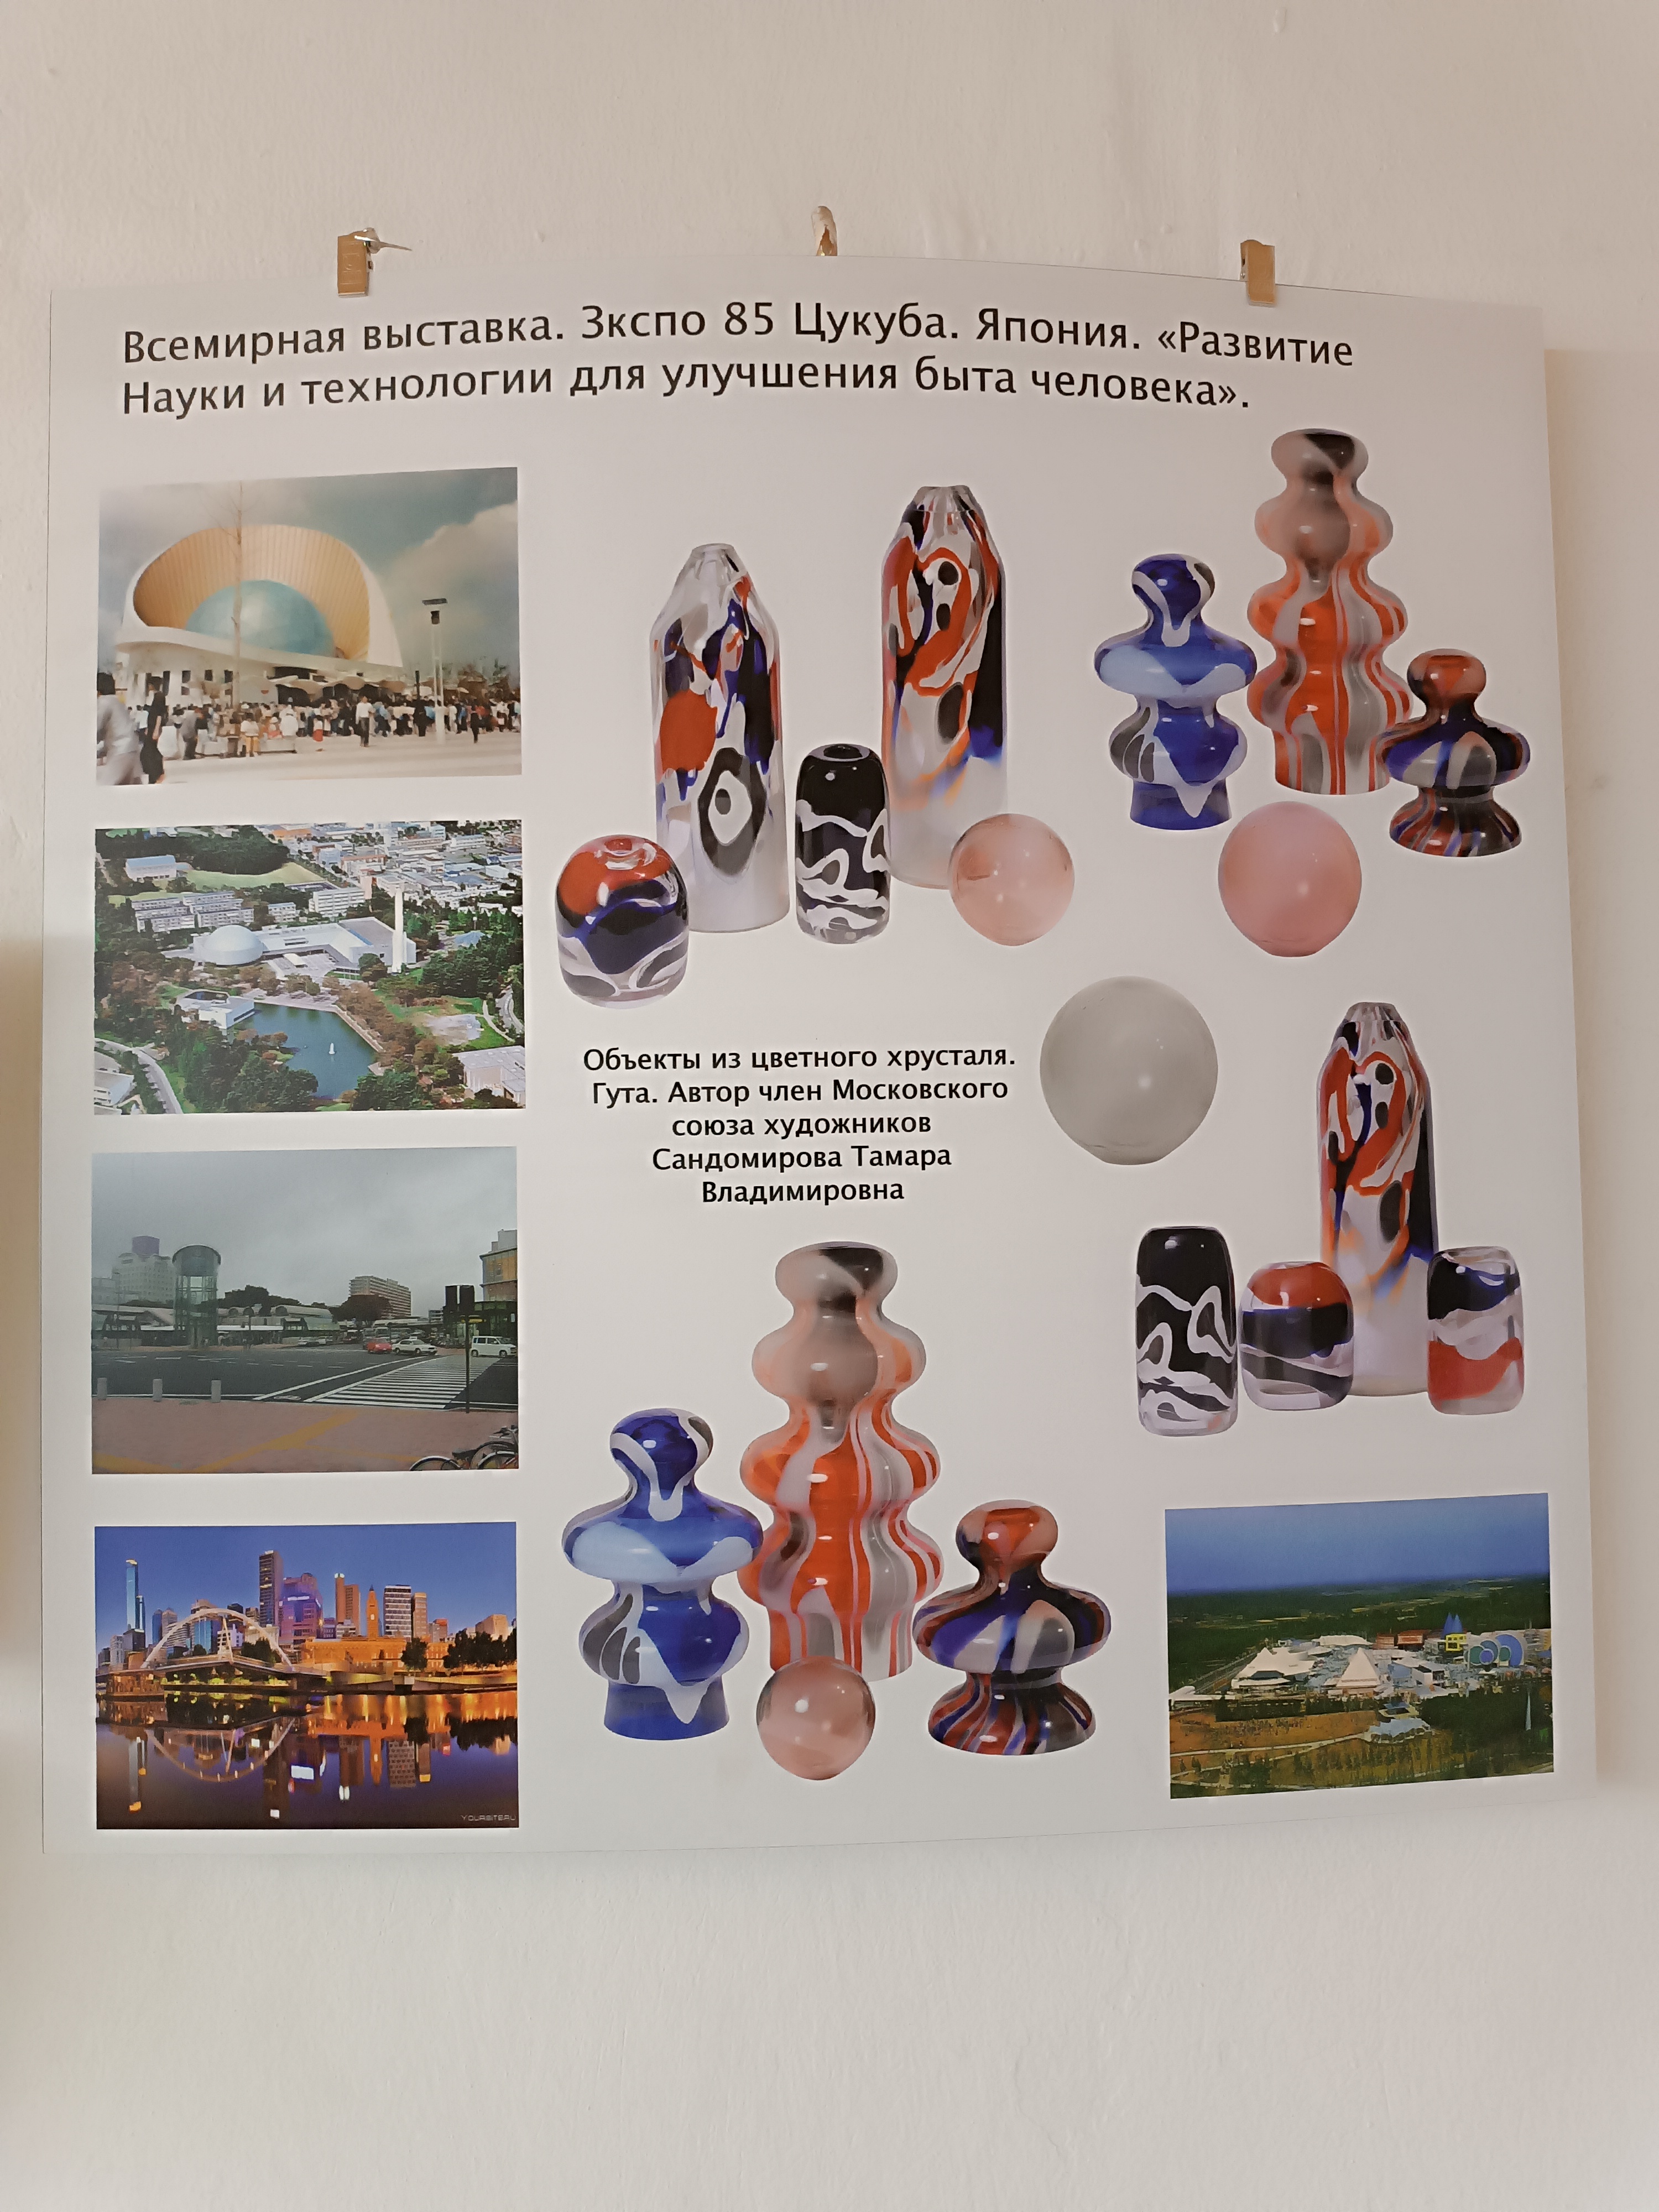 Всемирная выставка. Зкспо 85 Цукуба. Япония. «Развитие
Науки и технологии для улучшения быта человека».
Объекты из цветного хрусталя.
Гута. Автор член Московского
союза художников
Сандомирова Тамара
Владимировна